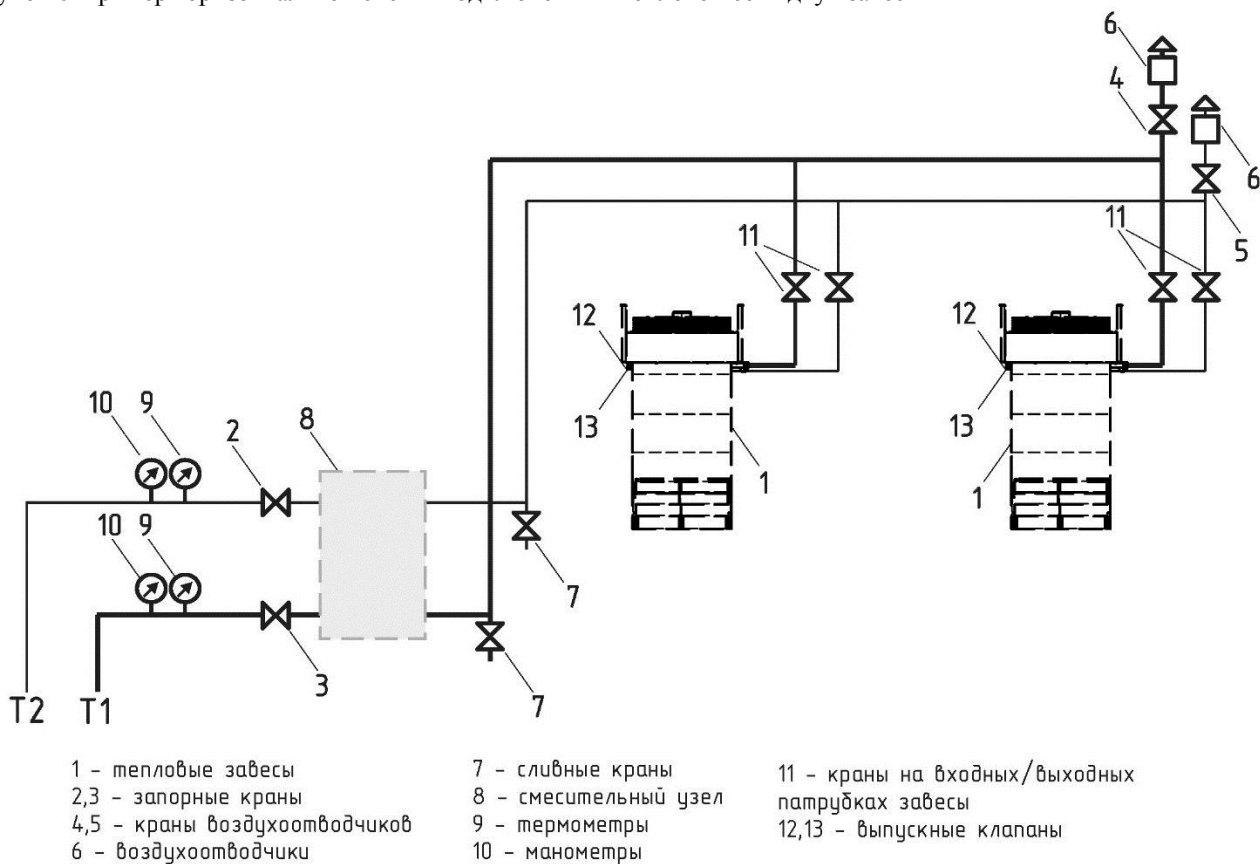 6
4
6
5
11
11
12
13
1
12
13
1
10
9
2
8
10
9
3
7
7
Т2
Т1
1 - тепловые завесы
2,3 - запорные краны
4,5 - краны воздухоотводчиков
6 - воздухоотводчики
7 - сливные краны
8 - смесительный узел
9 - термометры
10 - манометры
11 - краны на входных/выходных
патрубках завесы
12,13 - выпускные клапаны